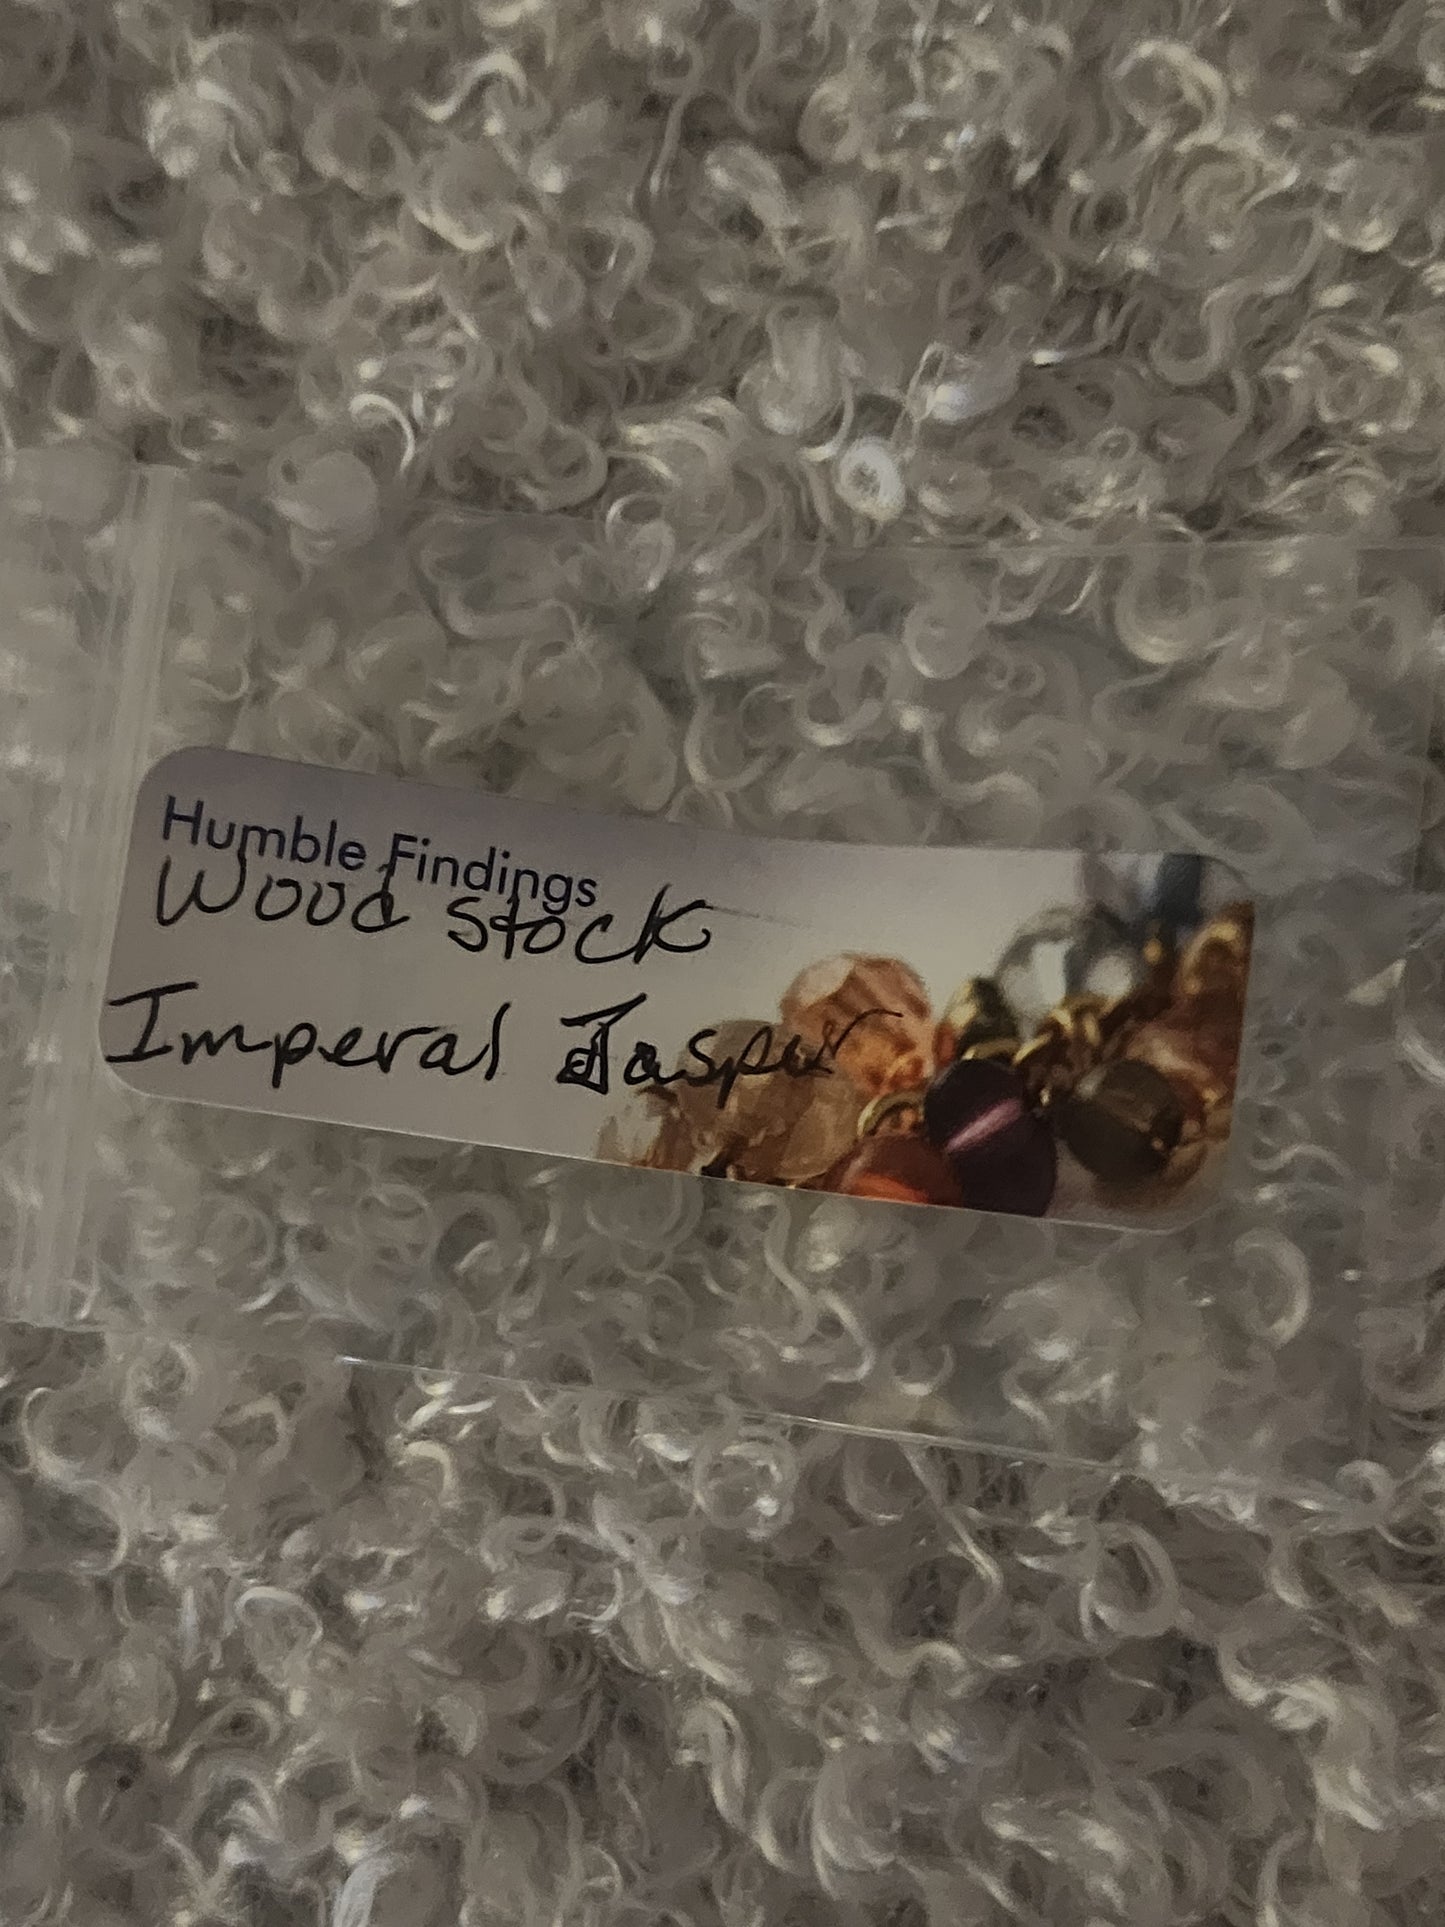 Humble Findings
Wood Stock
Imperal Jasper